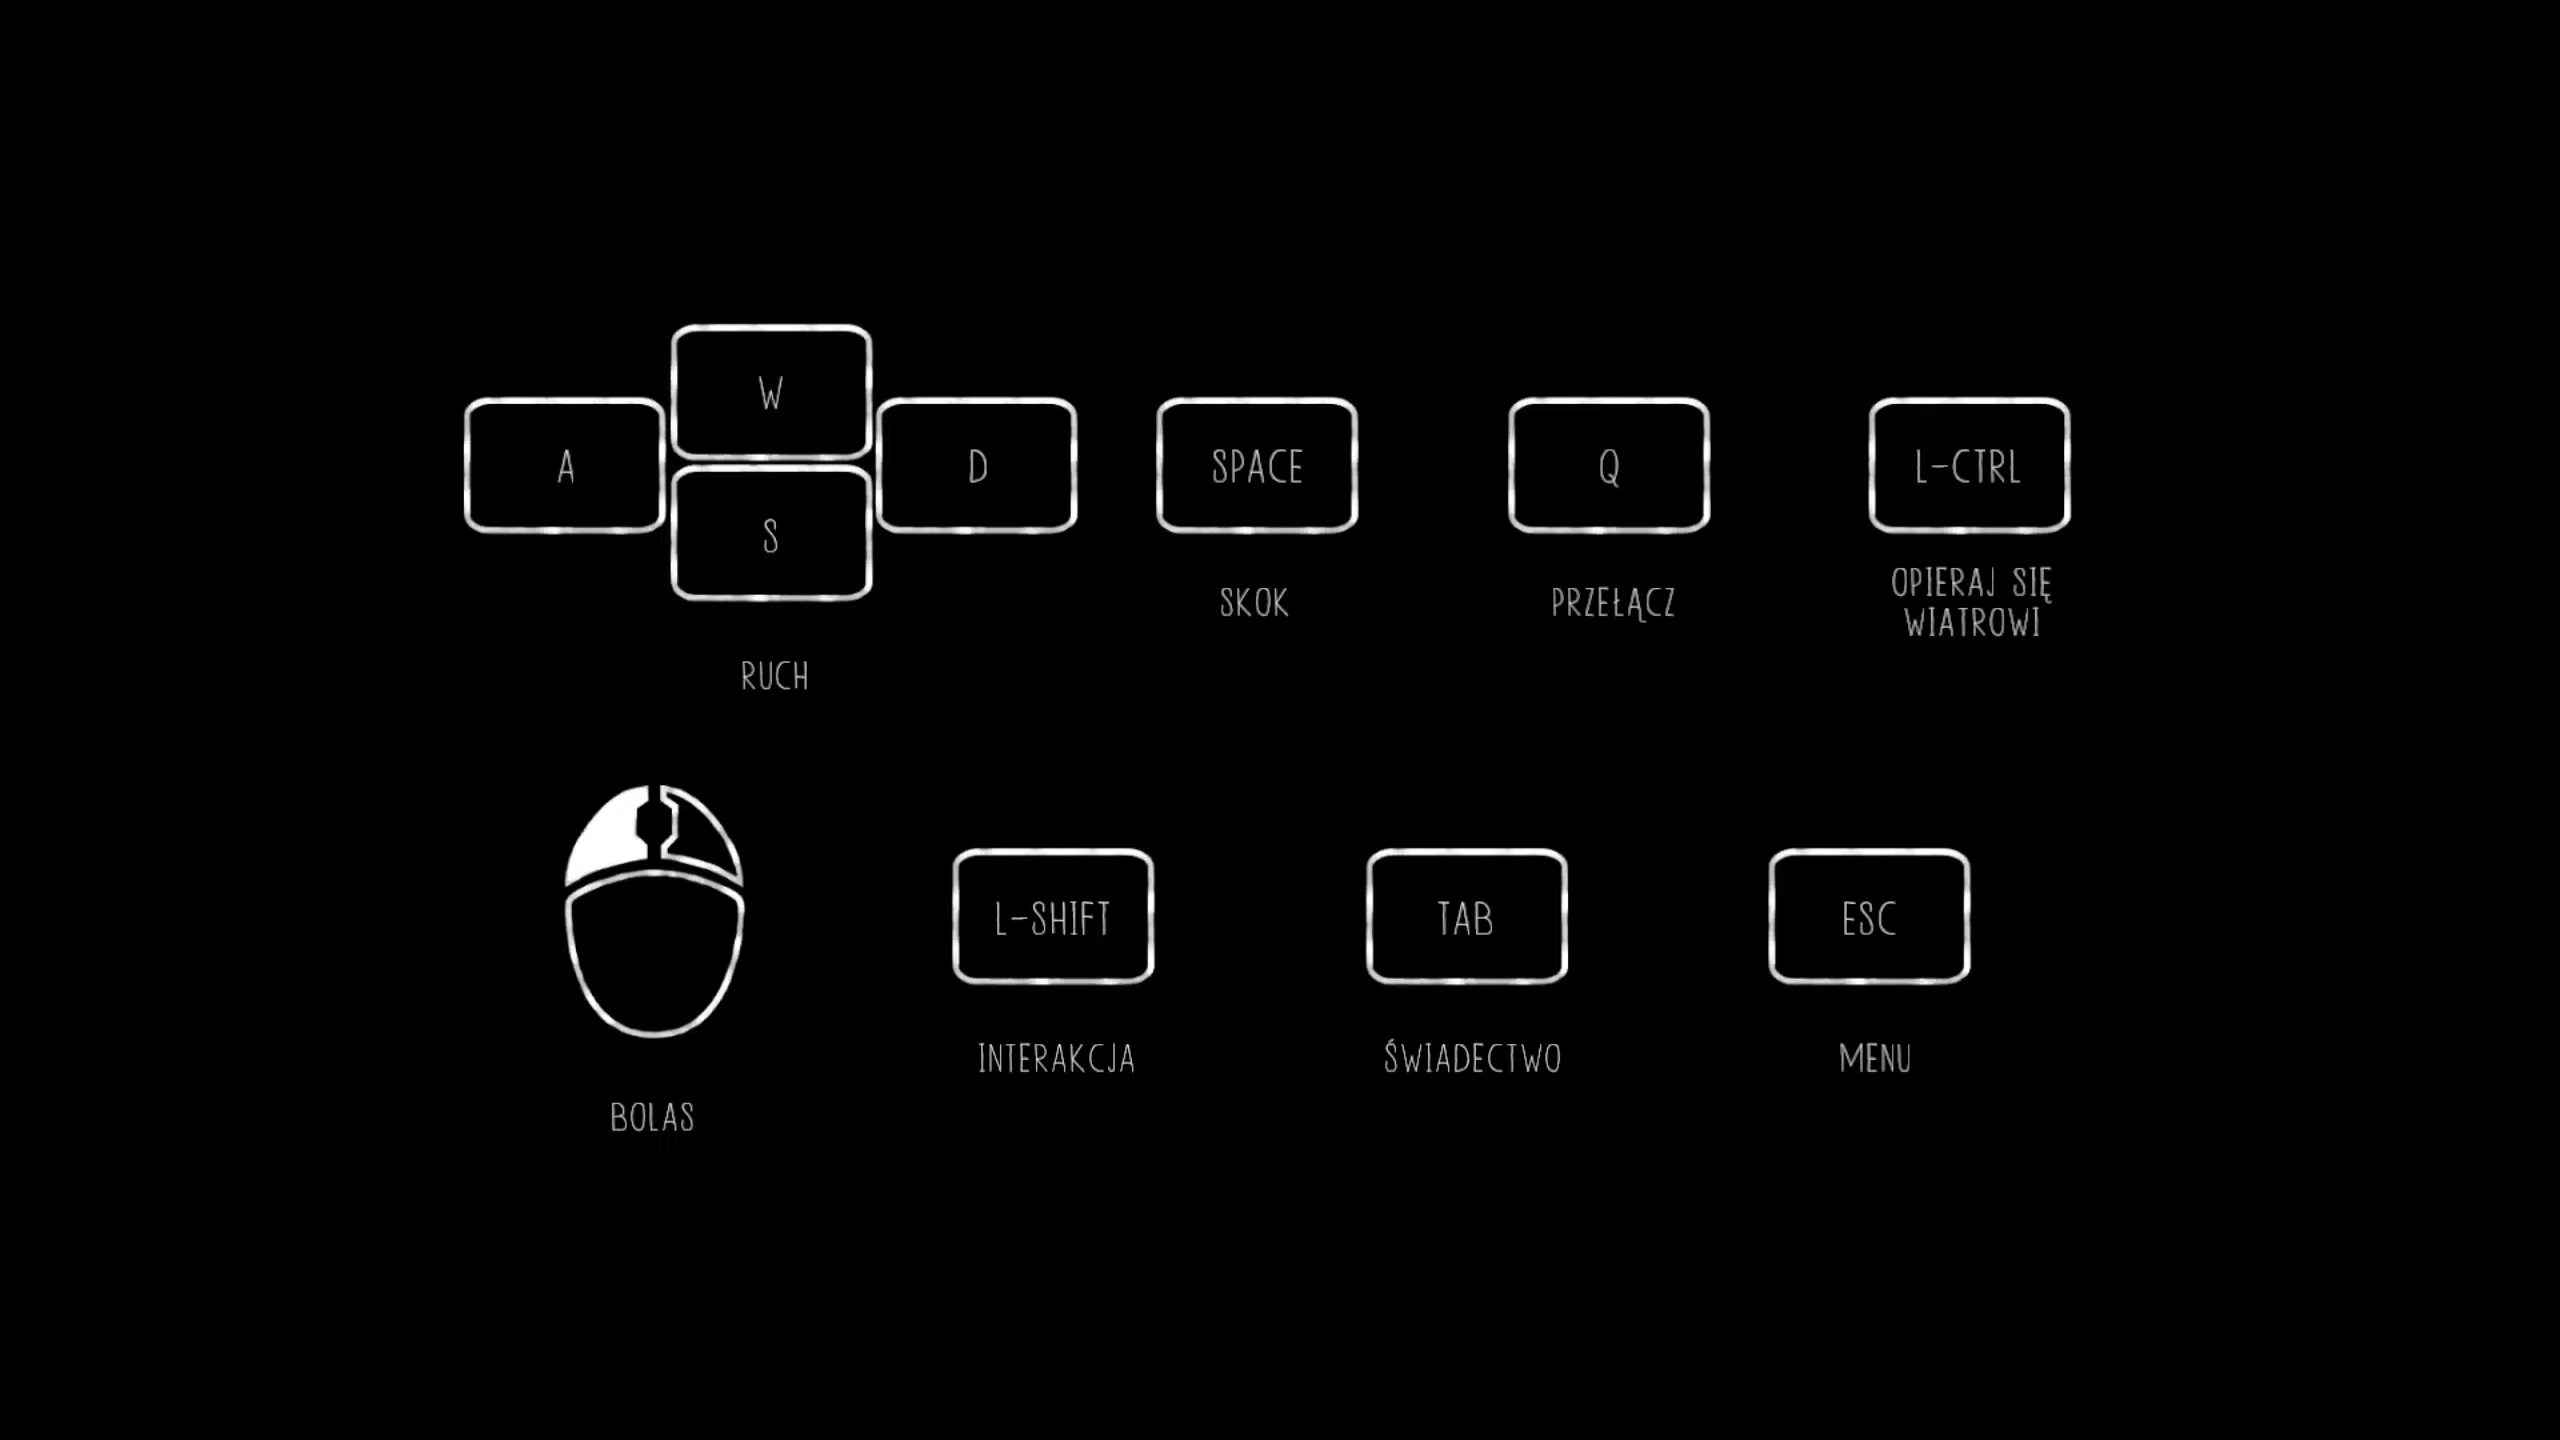 W
A
D
SPACE
Q
L-CTRL
S
SKOK
PRZEŁĄCZ
OPIERAJ SIĘ
WIATROWI
RUCH
L-SHIFT
TAB
ESC
INTERAKCJA
ŚWIADECTWO
MENU
BOLAS